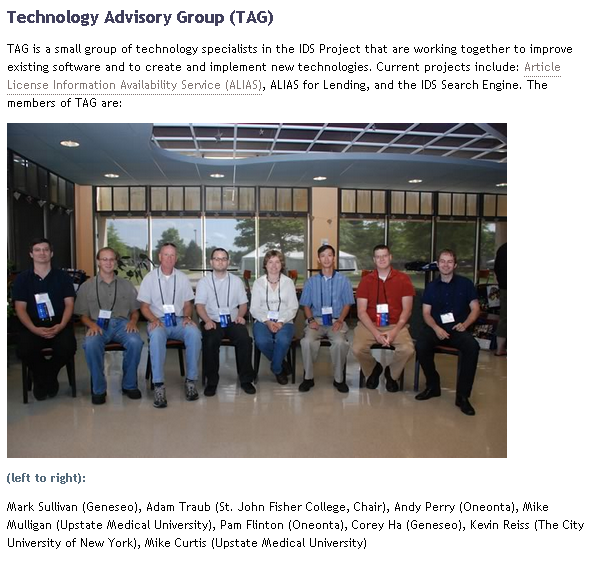 Technology Advisory Group (TAG)
TAG is a small group of technology specialists in the IDS Project that are working together to improve
existing software and to create and implement new technologies. Current projects include: Article
License Information Availability Service (ALIAS), ALIAS for Lending, and the IDS Search Engine. The
members of TAG are:
(left to right):
Mark Sullivan (Geneseo), Adam Traub (St. John Fisher College, Chair), Andy Perry (Oneonta), Mike
Mulligan (Upstate Medical University), Pam Flinton (Oneonta), Corey Ha (Geneseo), Kevin Reiss (The City
University of New York), Mike Curtis (Upstate Medical University)